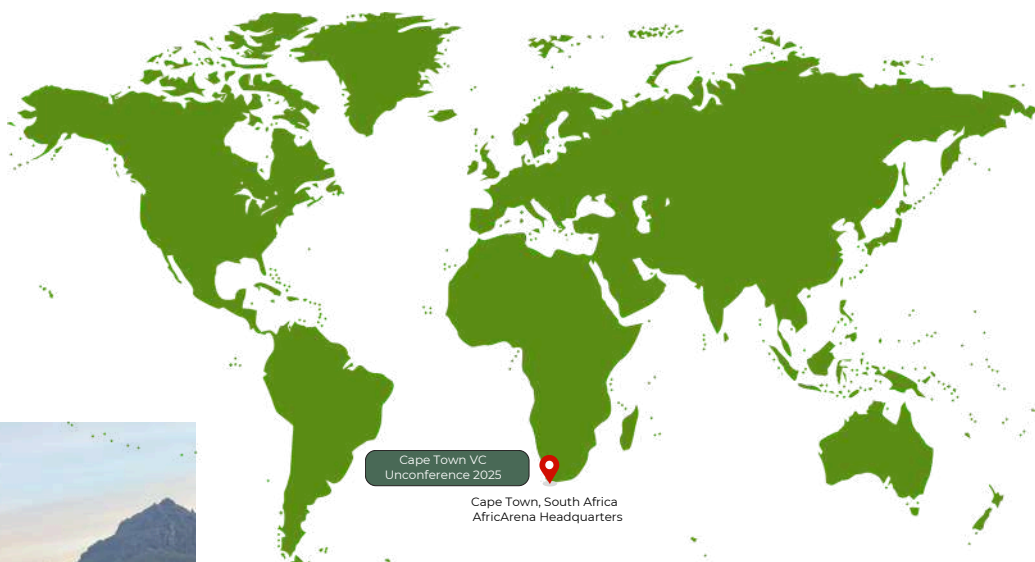 Cape Town VC
Unconference 2025
Cape Town, South Africa
AfricArena Headquarters